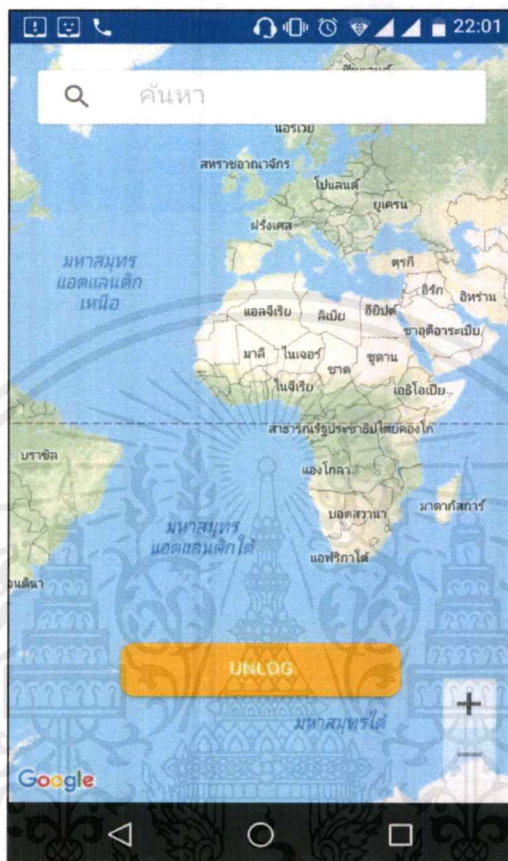 22:01
ค้นหา
นอร์เวย์
สหราชอาณาจักร
โปแลนด์
ยูเครน
ฝรั่งเศส
ตุรกี
มหาสมุทร
แอตแลนติก
เหนือ
อิรัก
อิหร่าน
แอลจีเรีย
ลิเบีย
อียิปต์
ซาอุดีอาระเบีย
มาลี
ไนเจอร์
ชาด
ซูดาน
ไนจีเรีย
เอธิโอเปีย
สาธารณรัฐประชาธิปไตยคองโก
บราซิล
แองโกลา
บอตสวานา
มาดากัสการ์
มหาสมุทร
แอตแลนติกใต้
แอฟริกาใต้
UNLOG
มหาสมุทรใต้
Google